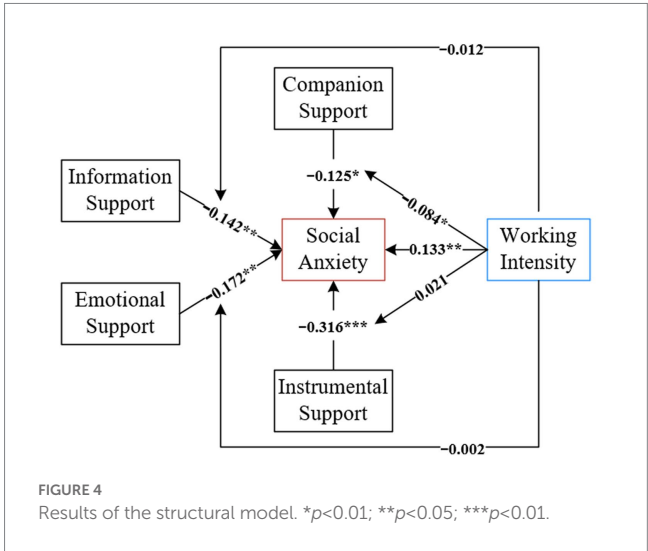 −0.012
Companion
Support
−0.125*
−0.084*
Information
Support
−0.142**
Social
Anxiety
0.133**
Working
Intensity
Emotional
Support
−0.172**
0.021
−0.316***
Instrumental
Support
−0.002
FIGURE 4
Results of the structural model. *p<0.01; **p<0.05; ***p<0.01.